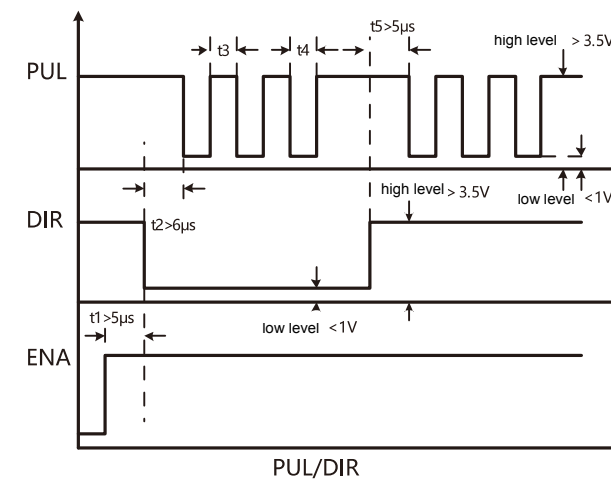 t5>5μs
high level > 3.5V
t3
t4
PUL
high level > 3.5V
low level <1V
DIR
t2>6μs
t1>5μs
low level <1V
ENA
PUL/DIR